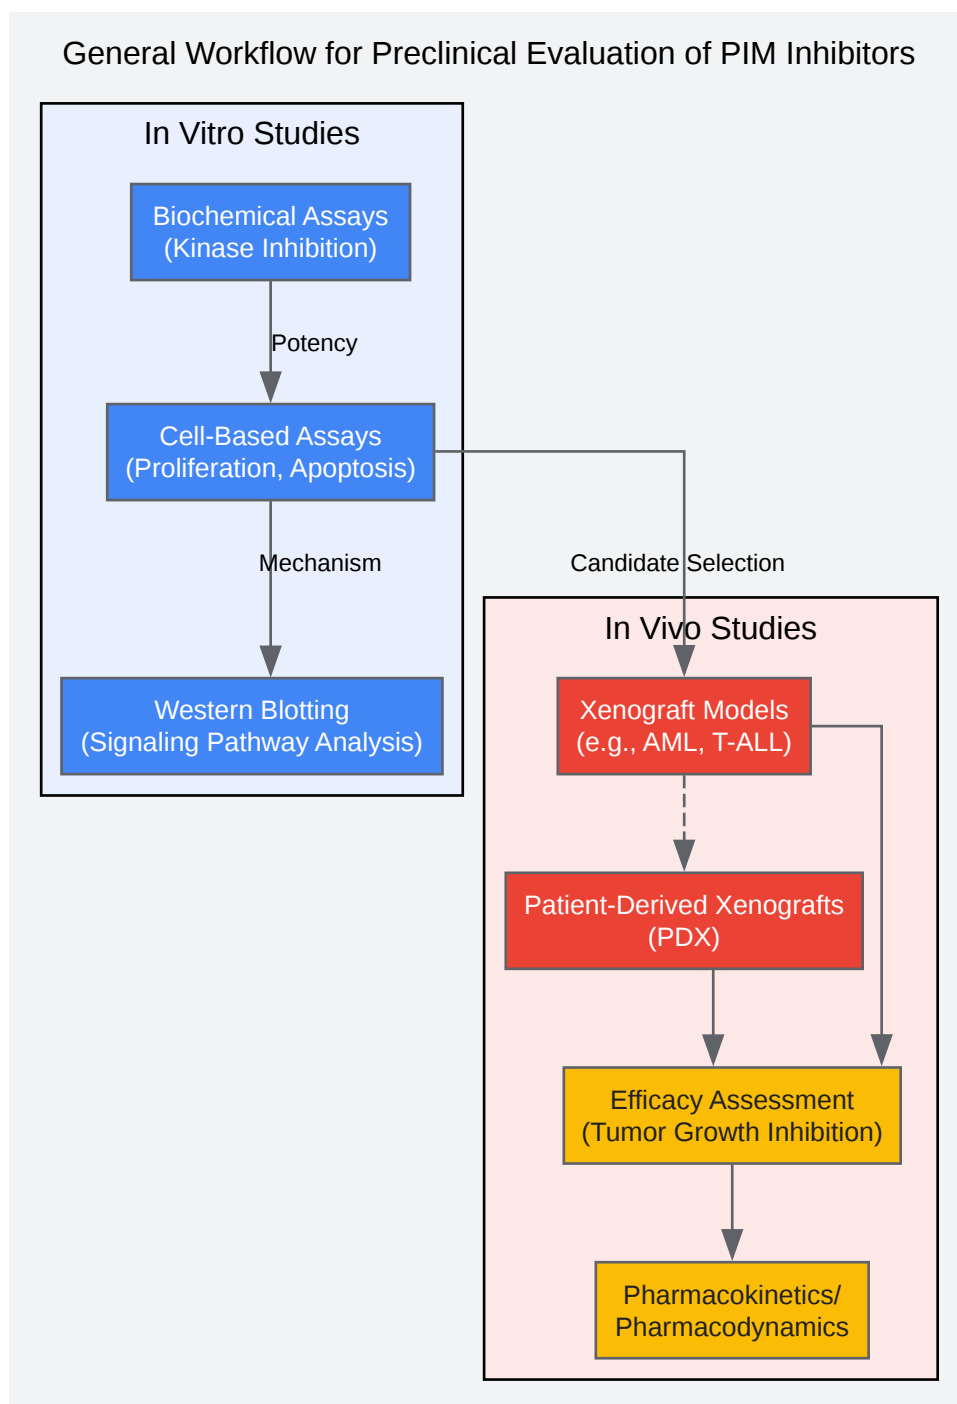 General Workflow for Preclinical Evaluation of PIM Inhibitors
In Vitro Studies
Biochemical Assays
(Kinase Inhibition)
Potency
Cell-Based Assays
(Proliferation, Apoptosis)
Mechanism
Western Blotting
(Signaling Pathway Analysis)
Candidate Selection
In Vivo Studies
Xenograft Models
(e.g., AML, T-ALL)
Patient-Derived Xenografts
(PDX)
Efficacy Assessment
(Tumor Growth Inhibition)
Pharmacokinetics/
Pharmacodynamics